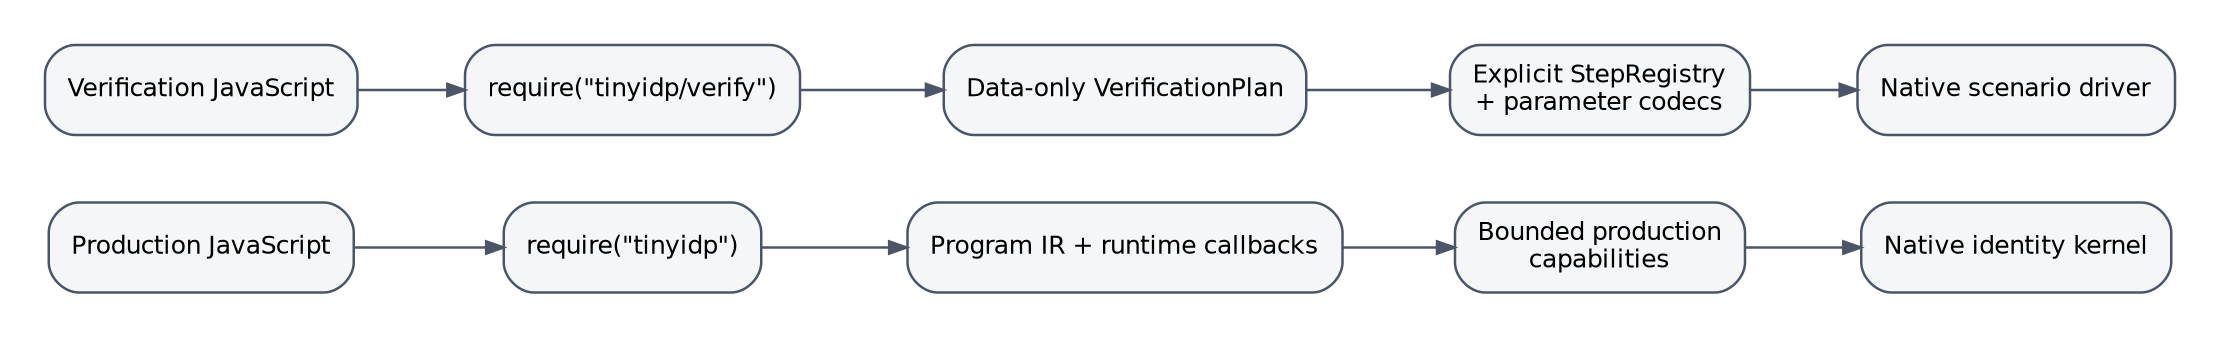 Verification JavaScript
require("tinyidp/verify")
Data-only VerificationPlan
Explicit StepRegistry
+ parameter codecs
Native scenario driver
Production JavaScript
require("tinyidp")
Program IR + runtime callbacks
Bounded production
capabilities
Native identity kernel